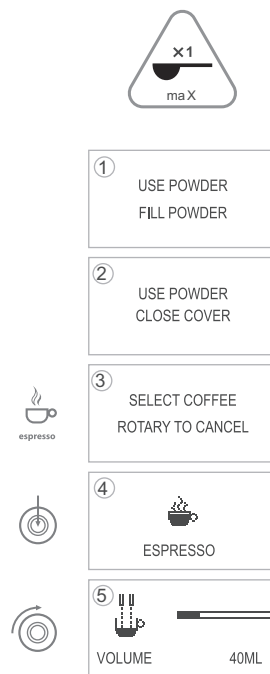 ×1
max
1
USE POWDER
FILL POWDER
2
USE POWDER
CLOSE COVER
3
SELECT COFFEE
ROTARY TO CANCEL
espresso
4
ESPRESSO
5
VOLUME 40ML